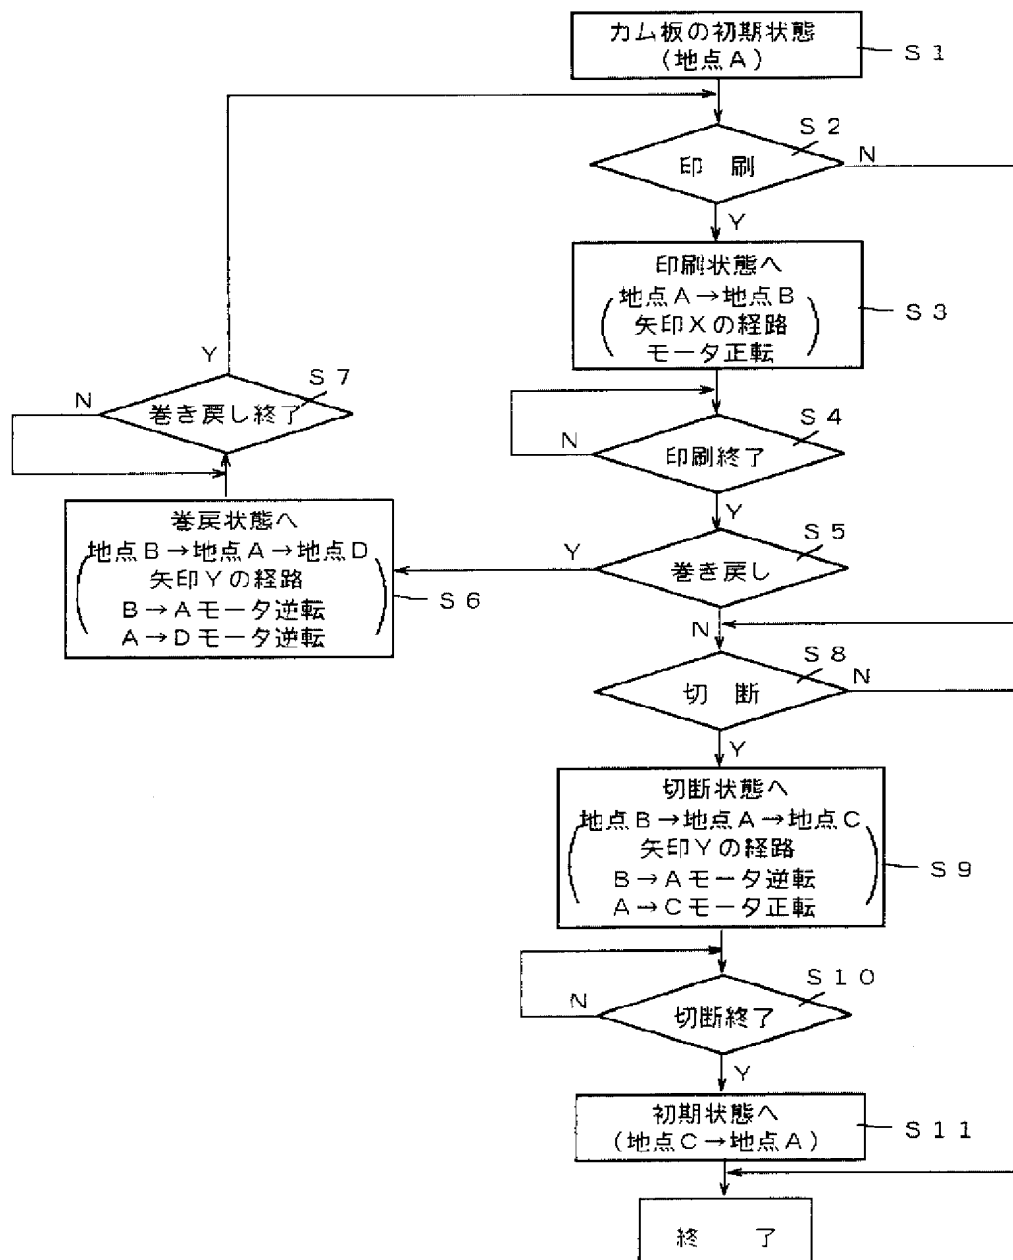 カム板の初期状態
(地点A)
S1
S2
印 刷
N
Y
印刷状態へ
地点A→地点B
矢印Xの経路
モータ正転
S3
S4
印刷終了
N
Y
S5
巻き戻し
Y
N
巻戻状態へ
地点B→地点A→地点D
矢印Yの経路
B→Aモータ逆転
A→Dモータ逆転
S6
S7
巻き戻し終了
N
Y
S8
切 断
N
Y
切断状態へ
地点B→地点A→地点C
矢印Yの経路
B→Aモータ逆転
A→Cモータ正転
S9
S10
切断終了
N
Y
初期状態へ
(地点C→地点A)
S11
終 了